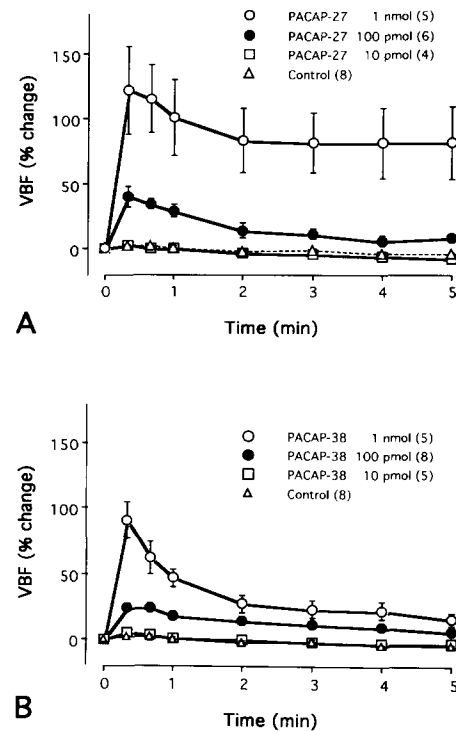 PACAP-27 1 nmol (5)
PACAP-27 100 pmol (6)
PACAP-27 10 pmol (4)
Control (8)
150
100
50
0
VBF (% change)
0 1 2 3 4 5
Time (min)
A
PACAP-38 1 nmol (5)
PACAP-38 100 pmol (8)
PACAP-38 10 pmol (5)
Control (8)
150
100
50
0
VBF (% change)
0 1 2 3 4 5
Time (min)
B